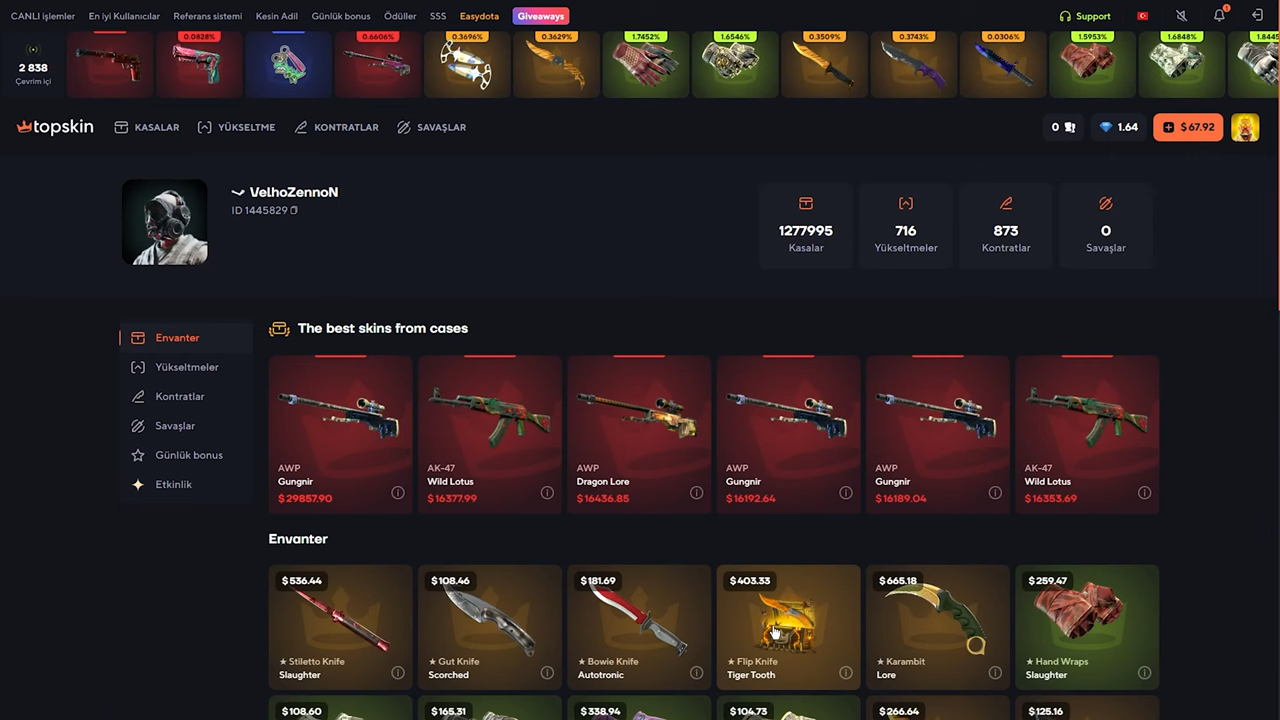 CANLI işlemler En iyi Kullanıcılar Referans sistemi Kesin Adil Günlük bonus Ödüller SSS Easydota Giveaways Support 1
2 838
Çevrim içi
0.0828% 0.6606% 0.3696% 0.3629% 1.7452% 1.6546% 0.3509% 0.3743% 0.0306% 1.5953% 1.6848%
topskin KASALAR YÜKSELTME KONTRATLAR SAVAŞLAR 0 1.64 $ 67.92
VelhoZennoN
ID 1445829
1277995 716 873 0
Kasalar Yükseltmeler Kontratlar Savaşlar
Envanter
Yükseltmeler
Kontratlar
Savaşlar
Günlük bonus
Etkinlik
The best skins from cases
AWP AK-47 AWP AWP AWP AK-47
Gungnir Wild Lotus Dragon Lore Gungnir Gungnir Wild Lotus
$ 29857.90 $ 16377.99 $ 16436.85 $ 16192.64 $ 16189.04 $ 16353.69
Envanter
$ 536.44 $ 108.46 $ 181.69 $ 403.33 $ 665.18 $ 259.47
★ Stiletto Knife ★ Gut Knife ★ Bowie Knife ★ Flip Knife ★ Karambit ★ Hand Wraps
Slaughter Scorched Autotronic Tiger Tooth Lore Slaughter
$ 108.60 $ 165.31 $ 338.94 $ 104.73 $ 266.64 $ 125.16